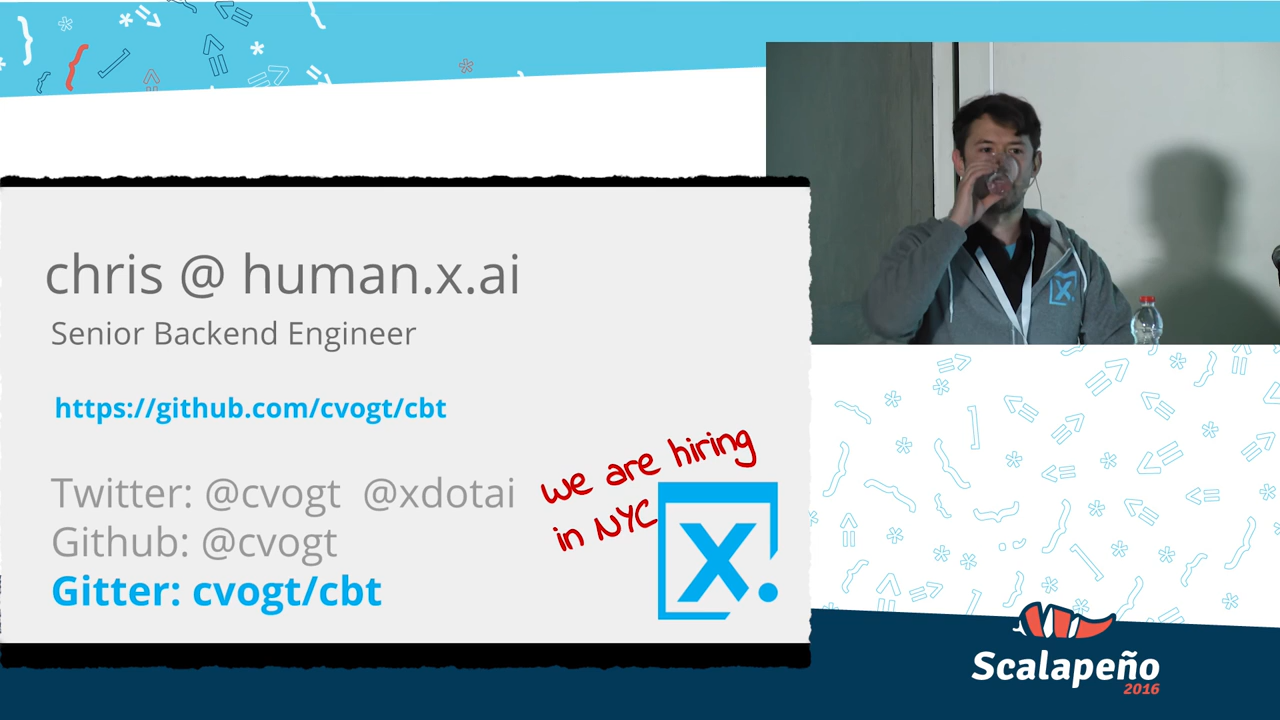 chris @ human.x.ai
Senior Backend Engineer
https://github.com/cvogt/cbt
Twitter: @cvogt @xdotai
Github: @cvogt
Gitter: cvogt/cbt
we are hiring
in NYC
x.
x.
Scalapeño
2016